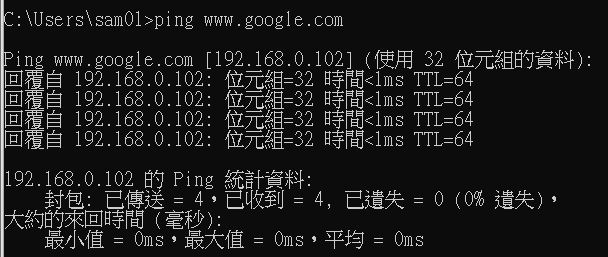 C:\Users\sam01>ping www.google.com
Ping www.google.com [192.168.0.102] (使用 32 位元組的資料):
回覆自 192.168.0.102: 位元組=32 時間<1ms TTL=64
回覆自 192.168.0.102: 位元組=32 時間<1ms TTL=64
回覆自 192.168.0.102: 位元組=32 時間<1ms TTL=64
回覆自 192.168.0.102: 位元組=32 時間<1ms TTL=64
192.168.0.102 的 Ping 統計資料:
封包: 已傳送 = 4，已收到 = 4, 已遺失 = 0 (0% 遺失)，
大約的來回時間 (毫秒):
最小值 = 0ms，最大值 = 0ms，平均 = 0ms